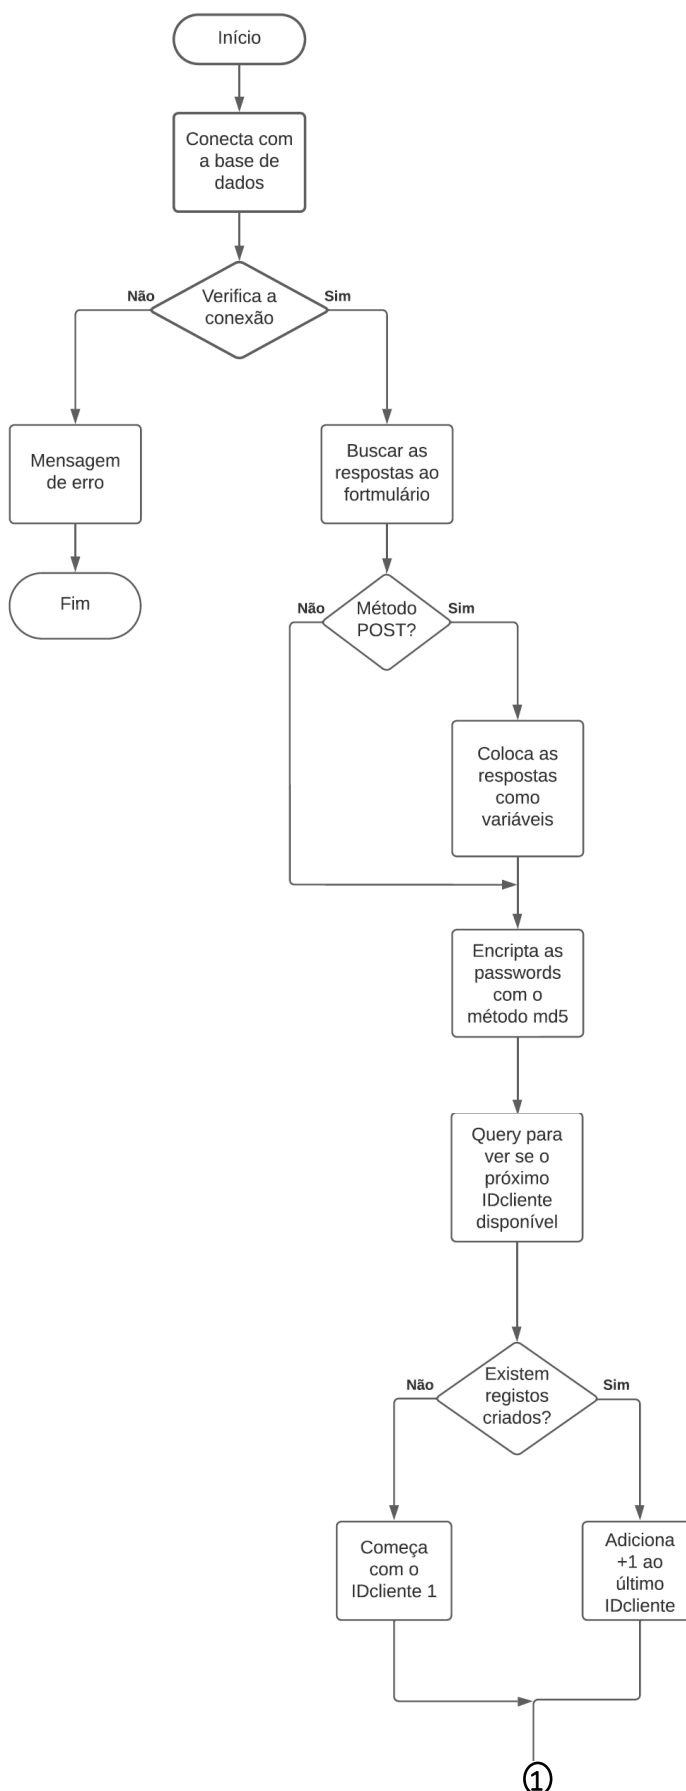 Início
Conecta com
a base de
dados
Não
Verifica a
conexão
Sim
Mensagem
de erro
Fim
Buscar as
respostas ao
fortmulário
Não
Método
POST?
Sim
Coloca as
respostas
como
variáveis
Encripta as
passwords
com o
método md5
Query para
ver se o
próximo
IDcliente
disponível
Não
Existem
registos
criados?
Sim
Começa
com o
IDcliente 1
Adiciona
+1 ao
último
IDcliente
1